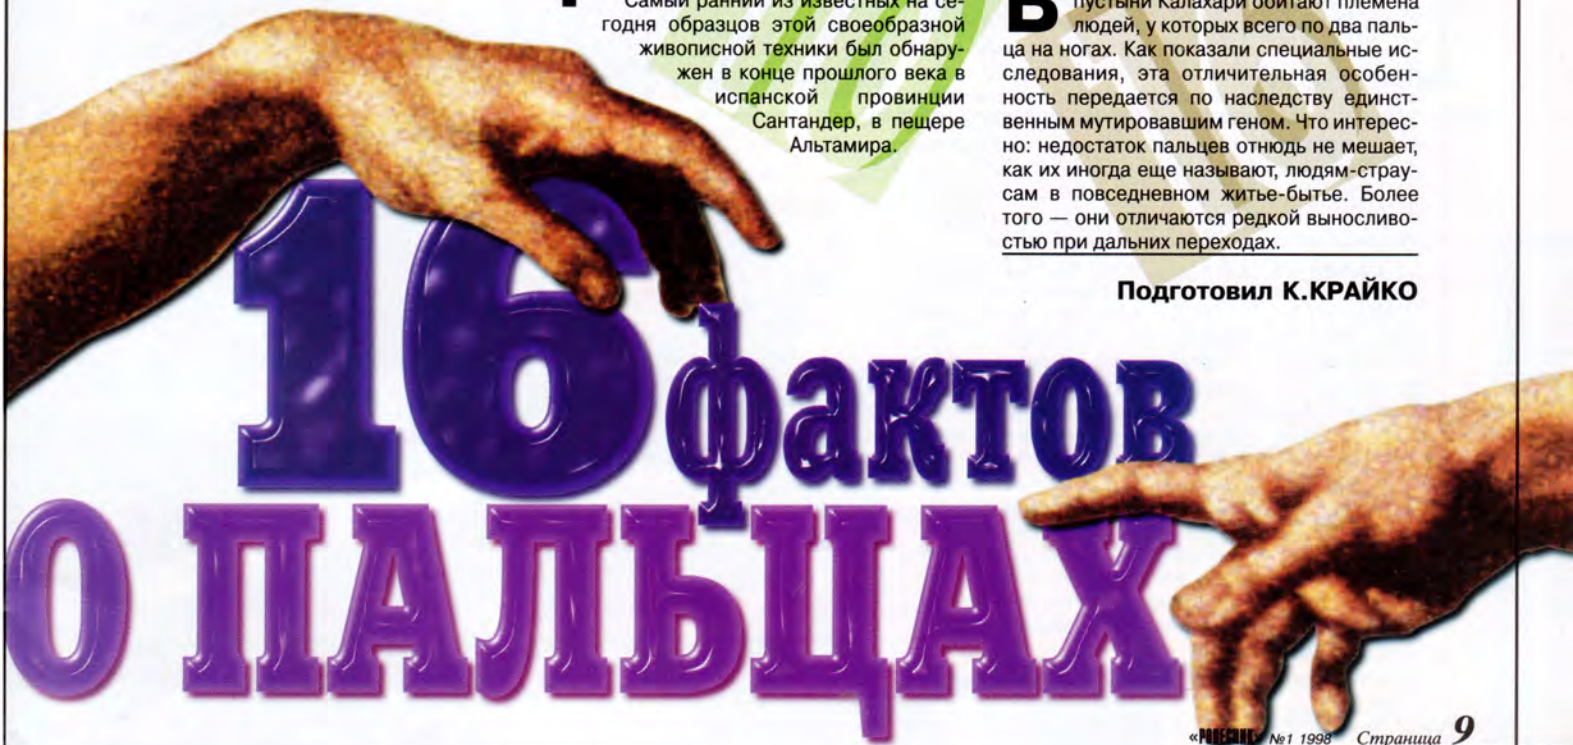 Самый ранний из известных на се-
годня образцов этой своеобразной
живописной техники был обнару-
жен в конце прошлого века в
испанской провинции
Сантандер, в пещере
Альтамира.
В пустыни Калахари обитают племена
людей, у которых всего по два паль-
ца на ногах. Как показали специальные ис-
следования, эта отличительная особен-
ность передается по наследству единст-
венным мутировавшим геном. Что интерес-
но: недостаток пальцев отнюдь не мешает,
как их иногда еще называют, людям-страу-
сам в повседневном житье-бытье. Более
того — они отличаются редкой выносливо-
стью при дальних переходах.
Подготовил К.КРАЙКО
16 фактов
О ПАЛЬЦАХ
«РОВЕСНИК» №1 1998 Страница 9